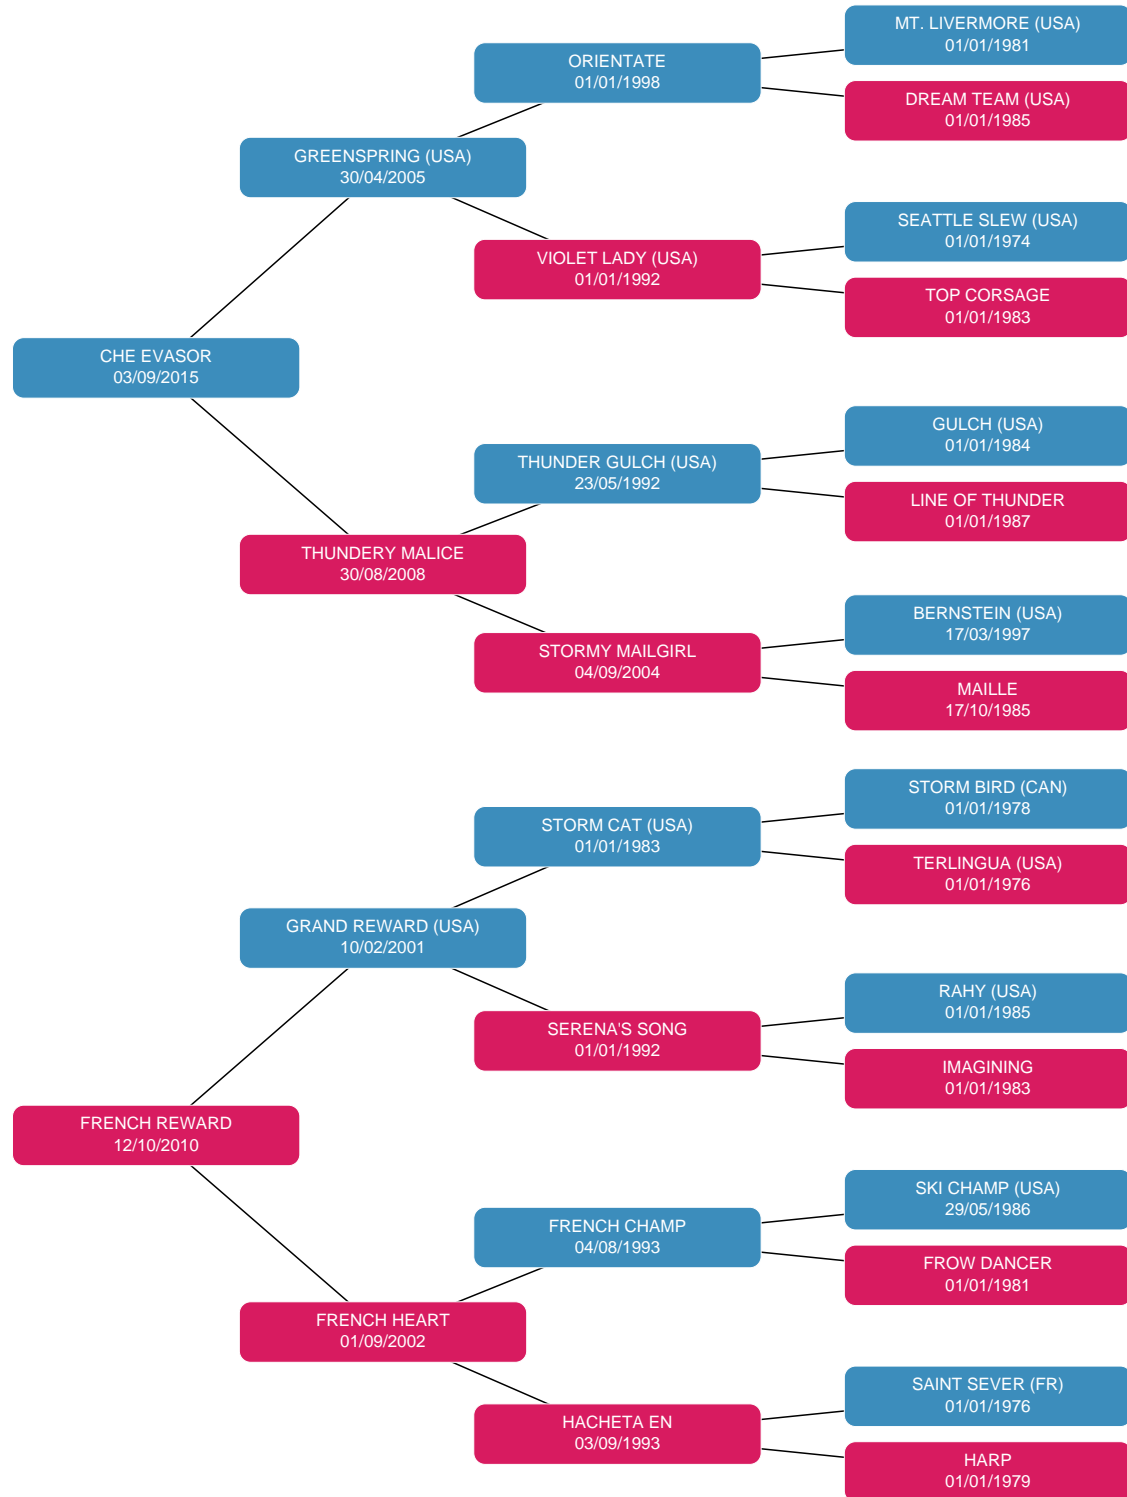 MT. LIVERMORE (USA)
01/01/1981
ORIENTATE
01/01/1998
DREAM TEAM (USA)
01/01/1985
GREENSPRING (USA)
30/04/2005
SEATTLE SLEW (USA)
01/01/1974
VIOLET LADY (USA)
01/01/1992
TOP CORSAGE
01/01/1983
CHE EVASOR
03/09/2015
GULCH (USA)
01/01/1984
THUNDER GULCH (USA)
23/05/1992
LINE OF THUNDER
01/01/1987
THUNDERY MALICE
30/08/2008
BERNSTEIN (USA)
17/03/1997
STORMY MAILGIRL
04/09/2004
MAILLE
17/10/1985
STORM BIRD (CAN)
01/01/1978
STORM CAT (USA)
01/01/1983
TERLINGUA (USA)
01/01/1976
GRAND REWARD (USA)
10/02/2001
RAHY (USA)
01/01/1985
SERENA'S SONG
01/01/1992
IMAGINING
01/01/1983
FRENCH REWARD
12/10/2010
SKI CHAMP (USA)
29/05/1986
FRENCH CHAMP
04/08/1993
FROW DANCER
01/01/1981
FRENCH HEART
01/09/2002
SAINT SEVER (FR)
01/01/1976
HACHETA EN
03/09/1993
HARP
01/01/1979